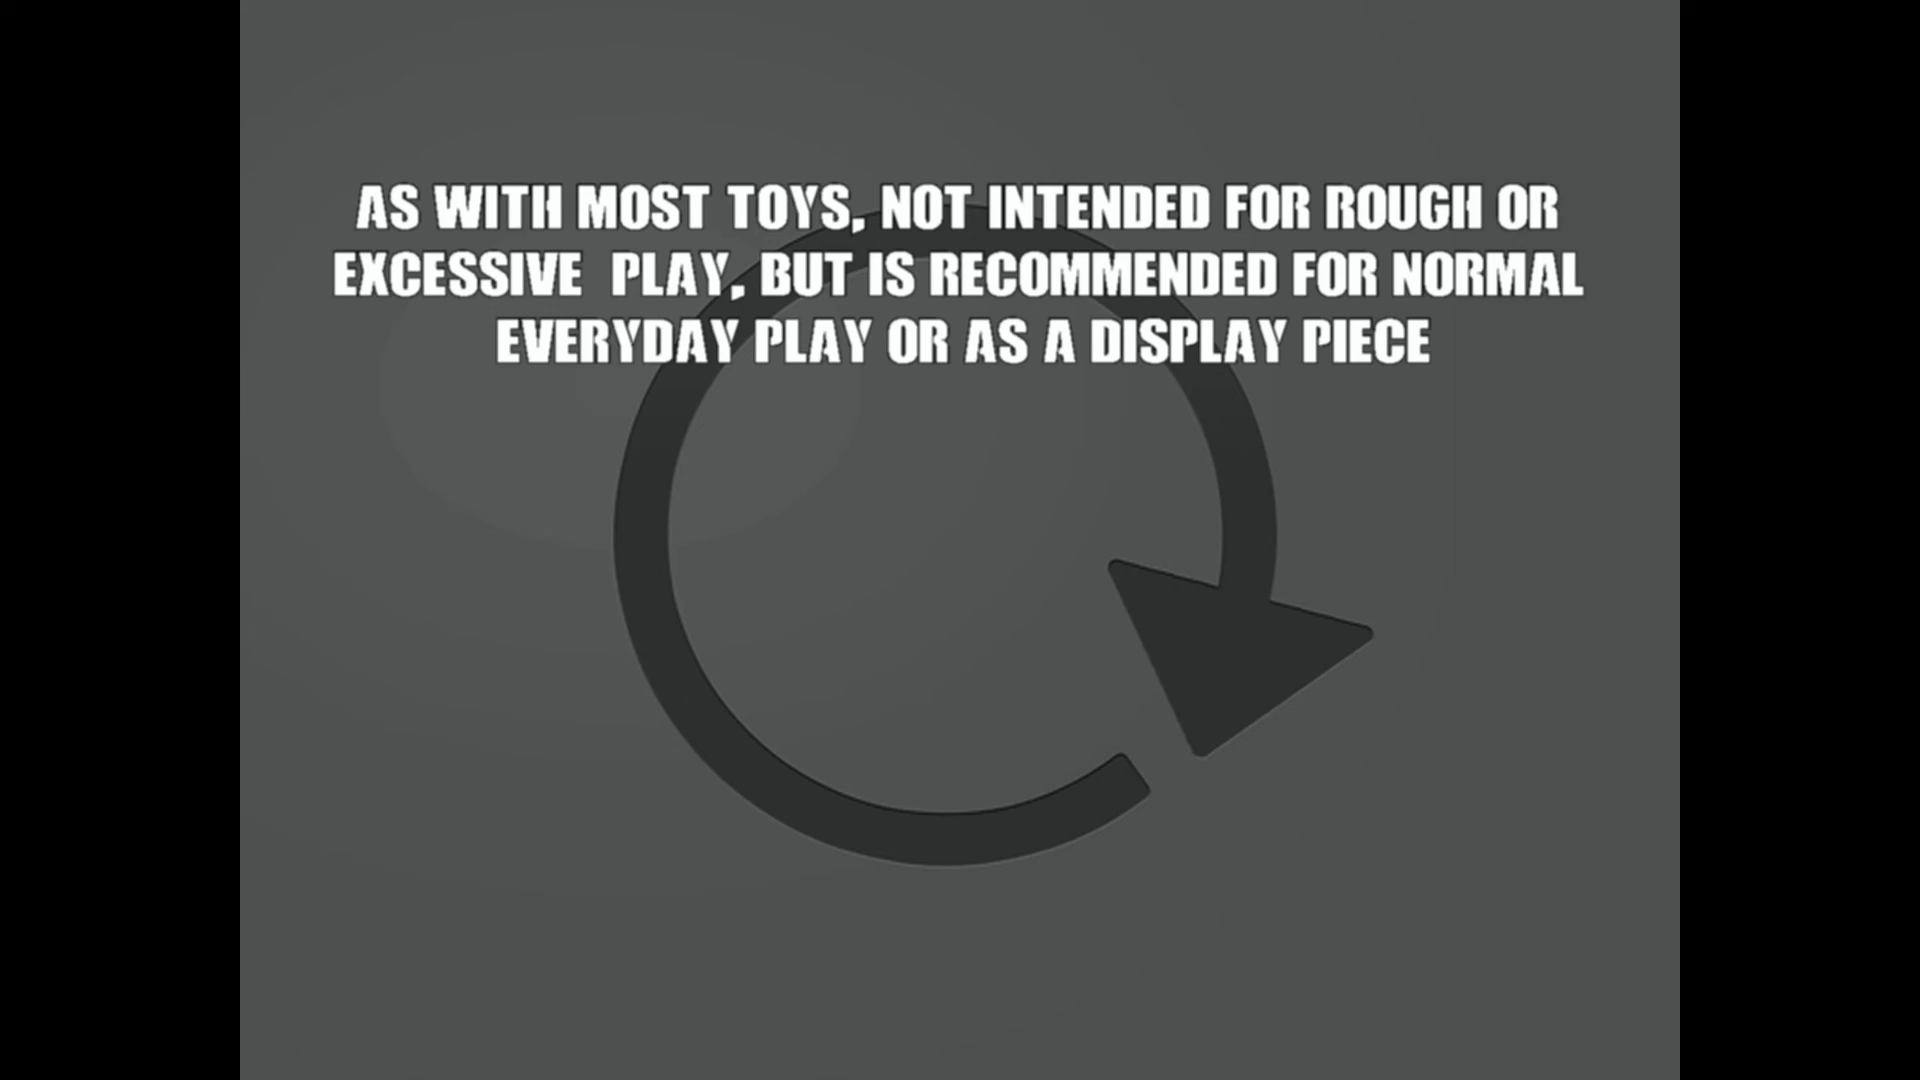 AS WITH MOST TOYS, NOT INTENDED FOR ROUGH OR
EXCESSIVE  PLAY, BUT IS RECOMMENDED FOR NORMAL
EVERYDAY PLAY OR AS A DISPLAY PIECE